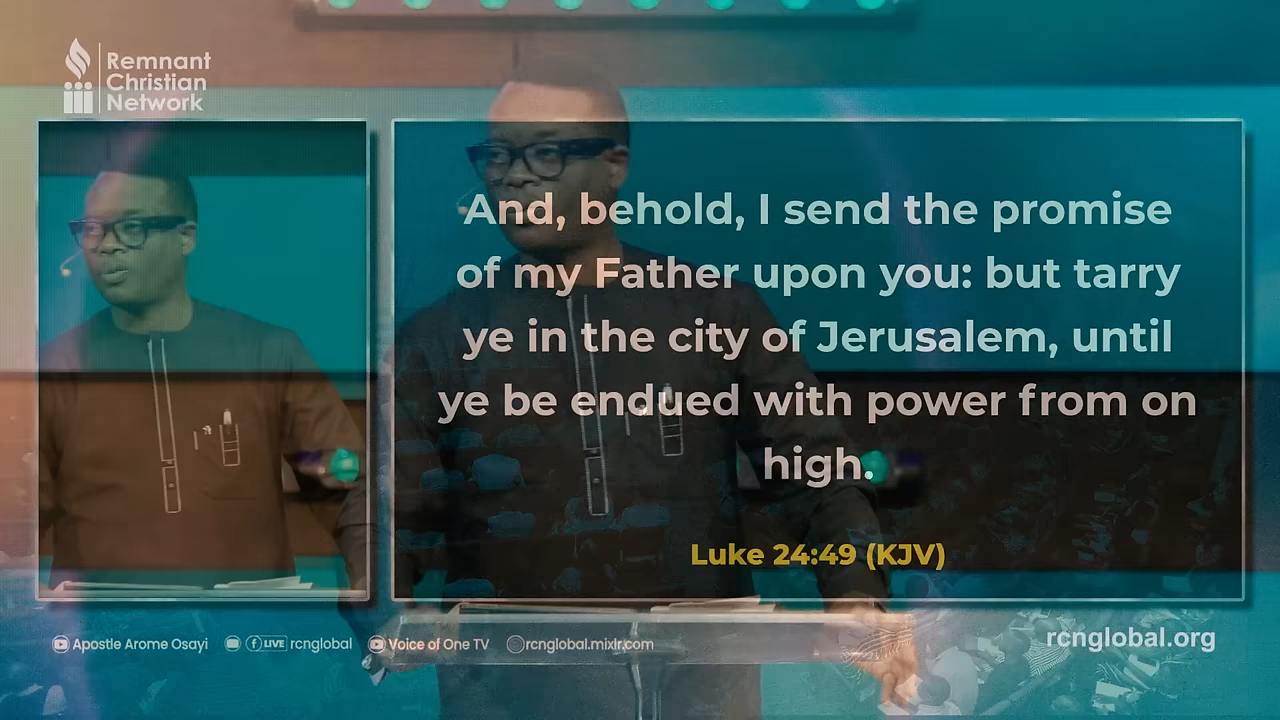 Remnant
Christian
Network
And, behold, I send the promise
of my Father upon you: but tarry
ye in the city of Jerusalem, until
ye be endued with power from on
high.
Luke 24:49 (KJV)
Apostle Arome Osayi LIVE rcnglobal Voice of One TV rcnglobal.mixlr.com
rcnglobal.org